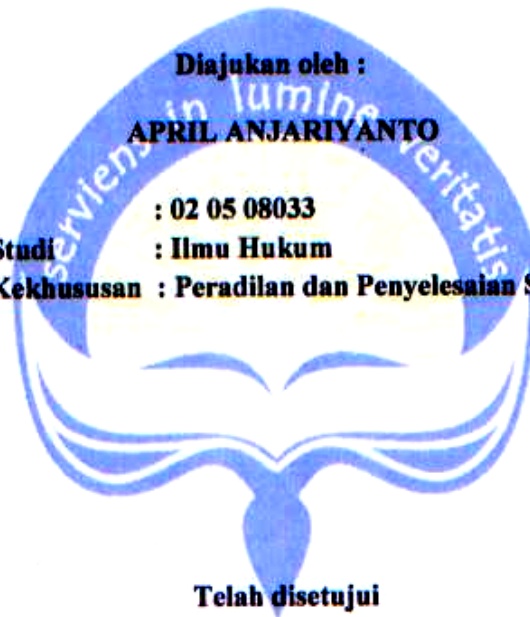 Diajukan oleh :
serviens in lumine veritatis
APRIL ANJARIYANTO
: 02 05 08033
Studi : Ilmu Hukum
Kekhususan : Peradilan dan Penyelesaian S
Telah disetujui